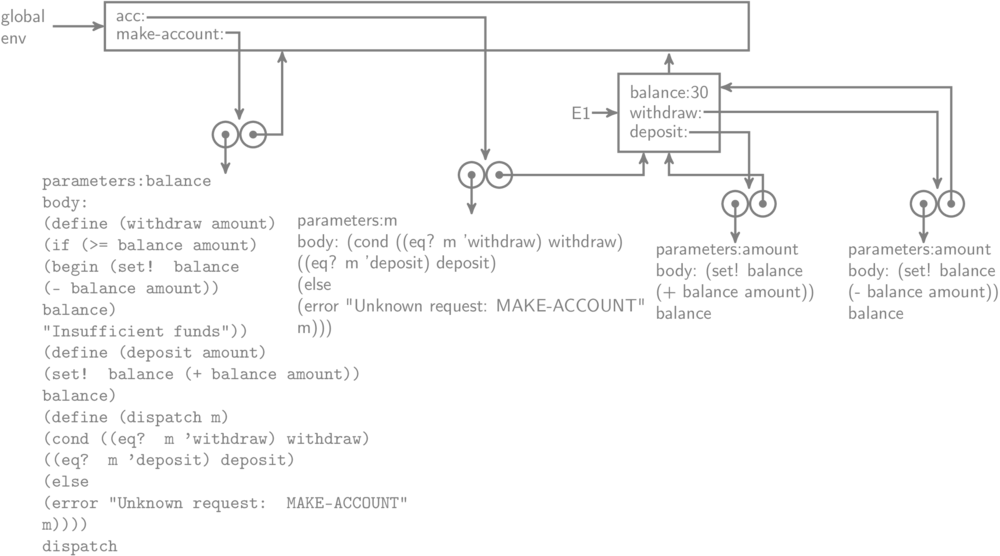 global
env
acc:
make-account:
balance:30
E1
withdraw:
deposit:
parameters:balance
body:
(define (withdraw amount)
(if (>= balance amount)
(begin (set!  balance
(- balance amount))
balance)
"Insufficient funds"))
(define (deposit amount)
(set!  balance (+ balance amount))
balance)
(define (dispatch m)
(cond ((eq?  m ’withdraw) withdraw)
((eq?  m ’deposit) deposit)
(else
(error "Unknown request:  MAKE-ACCOUNT"
m))))
dispatch
parameters:m
body: (cond ((eq? m 'withdraw) withdraw)
((eq? m 'deposit) deposit)
(else
(error "Unknown request: MAKE-ACCOUNT"
m)))
parameters:amount
body: (set! balance
(+ balance amount))
balance
parameters:amount
body: (set! balance
(- balance amount))
balance